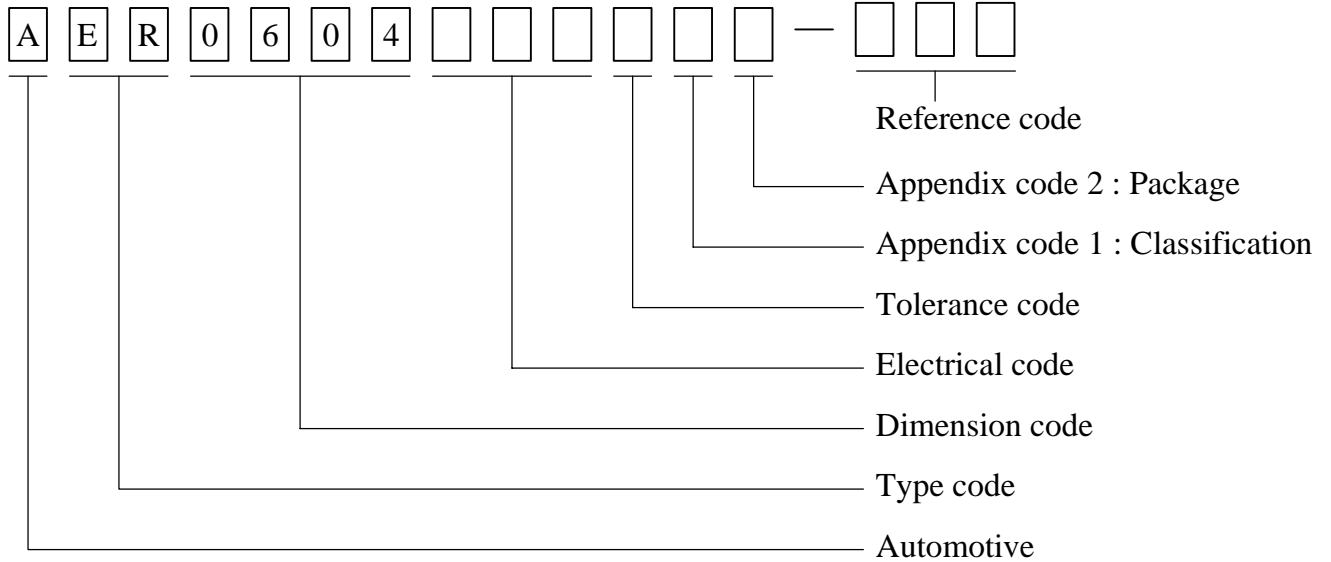 A E R 0 6 0 4 —
Reference code
Appendix code 2 : Package
Appendix code 1 : Classification
Tolerance code
Electrical code
Dimension code
Type code
Automotive